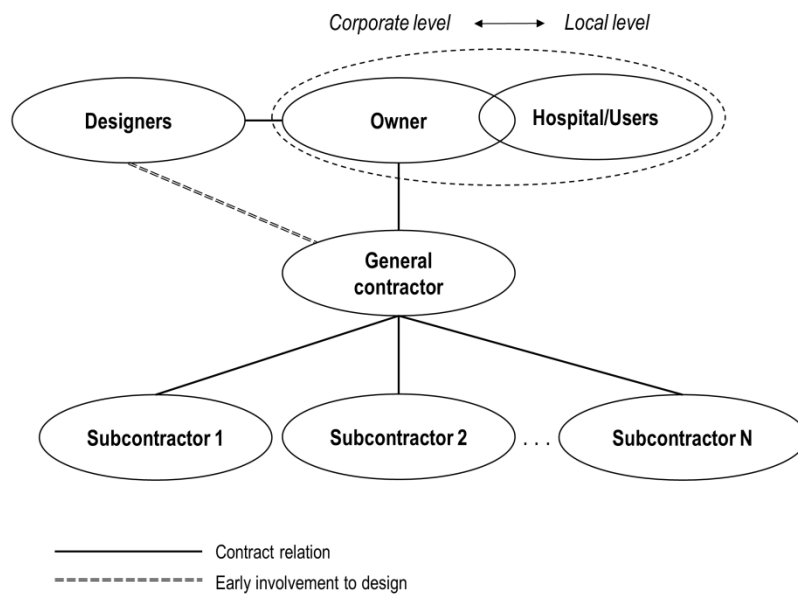 Corporate level Local level
Designers
Owner
Hospital/Users
General
contractor
Subcontractor 1
Subcontractor 2
. . .
Subcontractor N
Contract relation
Early involvement to design